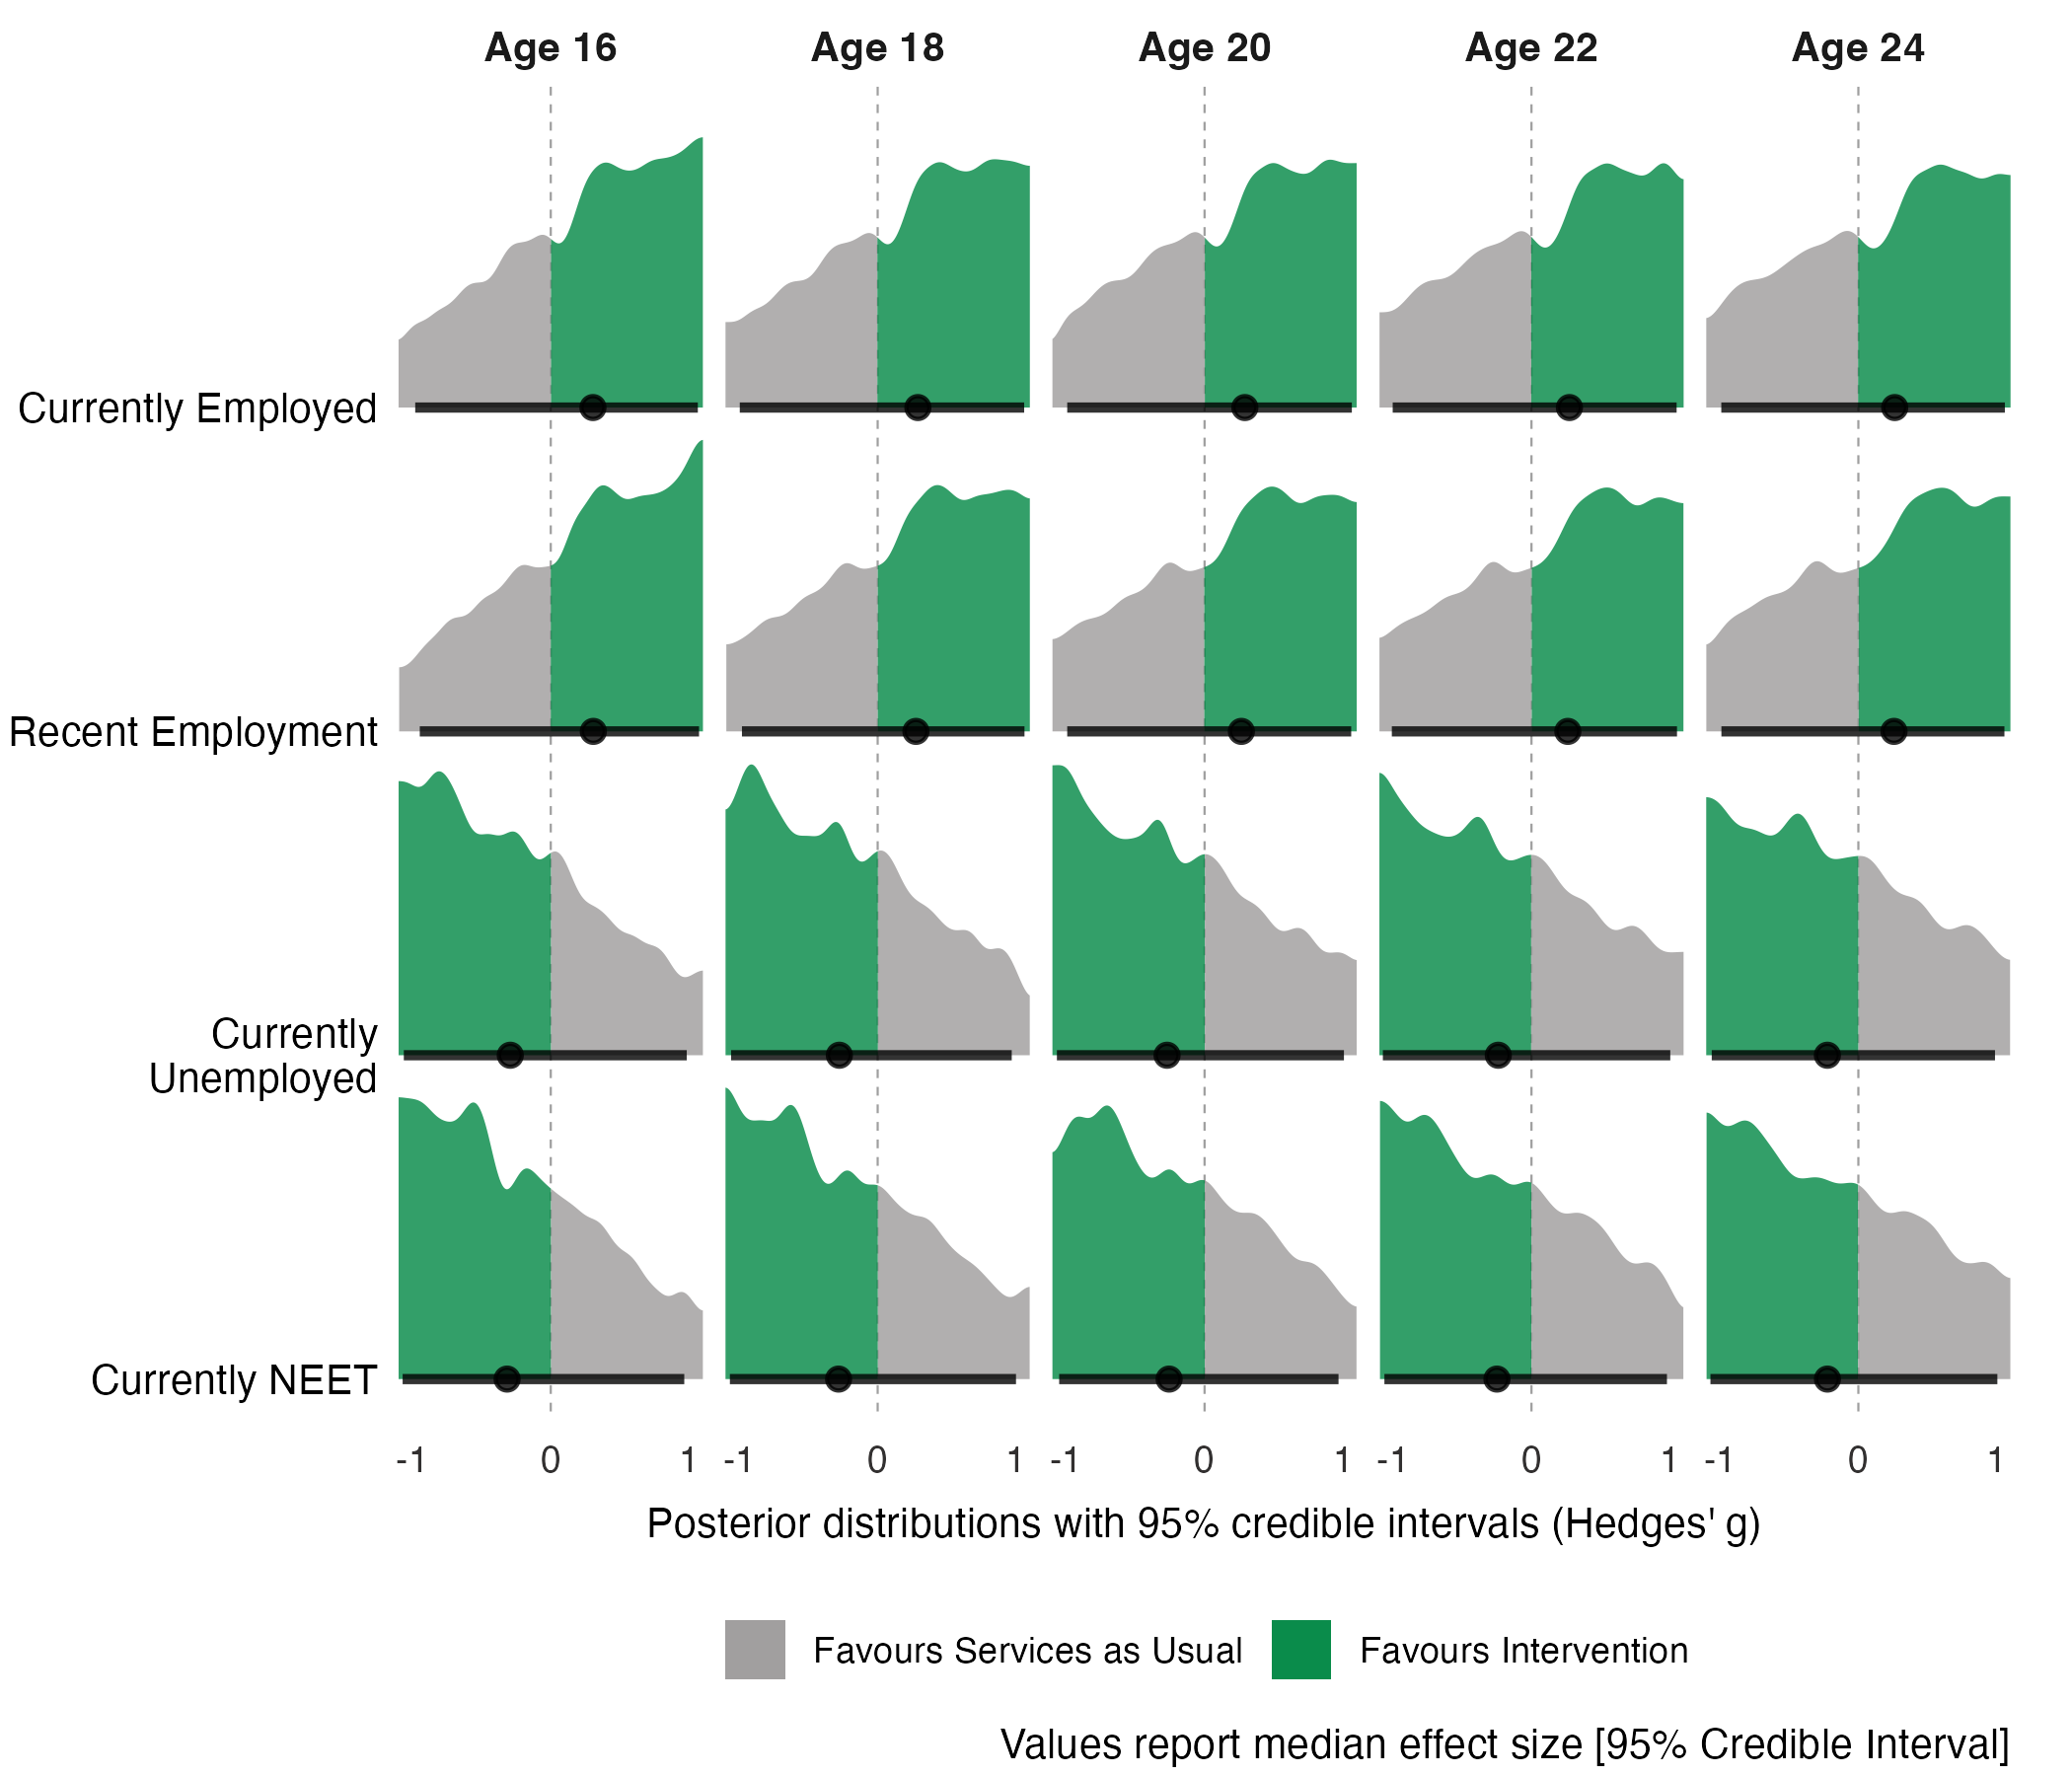 Age 16 Age 18 Age 20 Age 22 Age 24
Currently Employed
Recent Employment
Currently
Unemployed
Currently NEET
-1 0 1 -1 0 1 -1 0 1 -1 0 1 -1 0 1
Posterior distributions with 95% credible intervals (Hedges' g)
Favours Services as Usual Favours Intervention
Values report median effect size [95% Credible Interval]